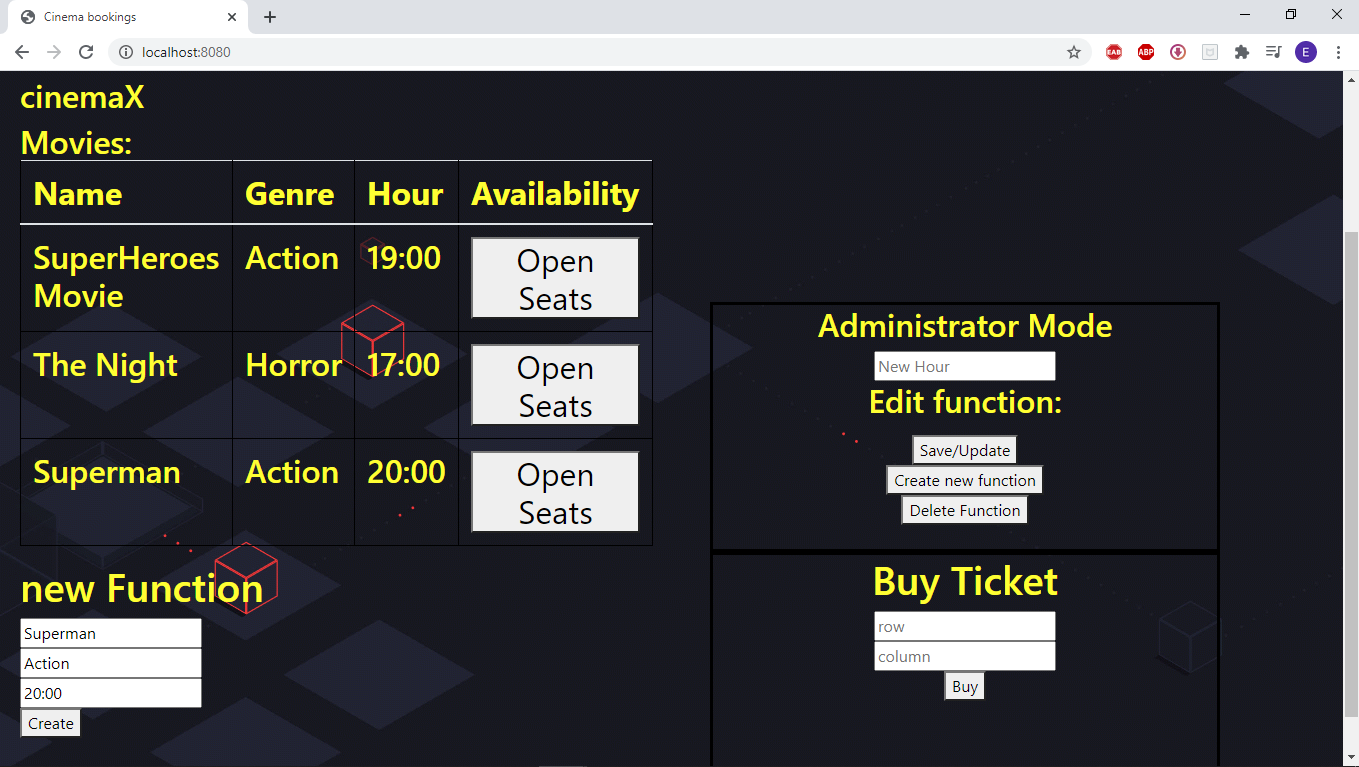 Cinema bookings
localhost:8080
EAB
ABP
E
cinemaX
Movies:
Name Genre Hour Availability
SuperHeroes Action 19:00 Open
Movie Seats
The Night Horror 17:00 Open
Seats
Superman Action 20:00 Open
Seats
new Function
Superman
Action
20:00
Create
Administrator Mode
New Hour
Edit function:
Save/Update
Create new function
Delete Function
Buy Ticket
row
column
Buy